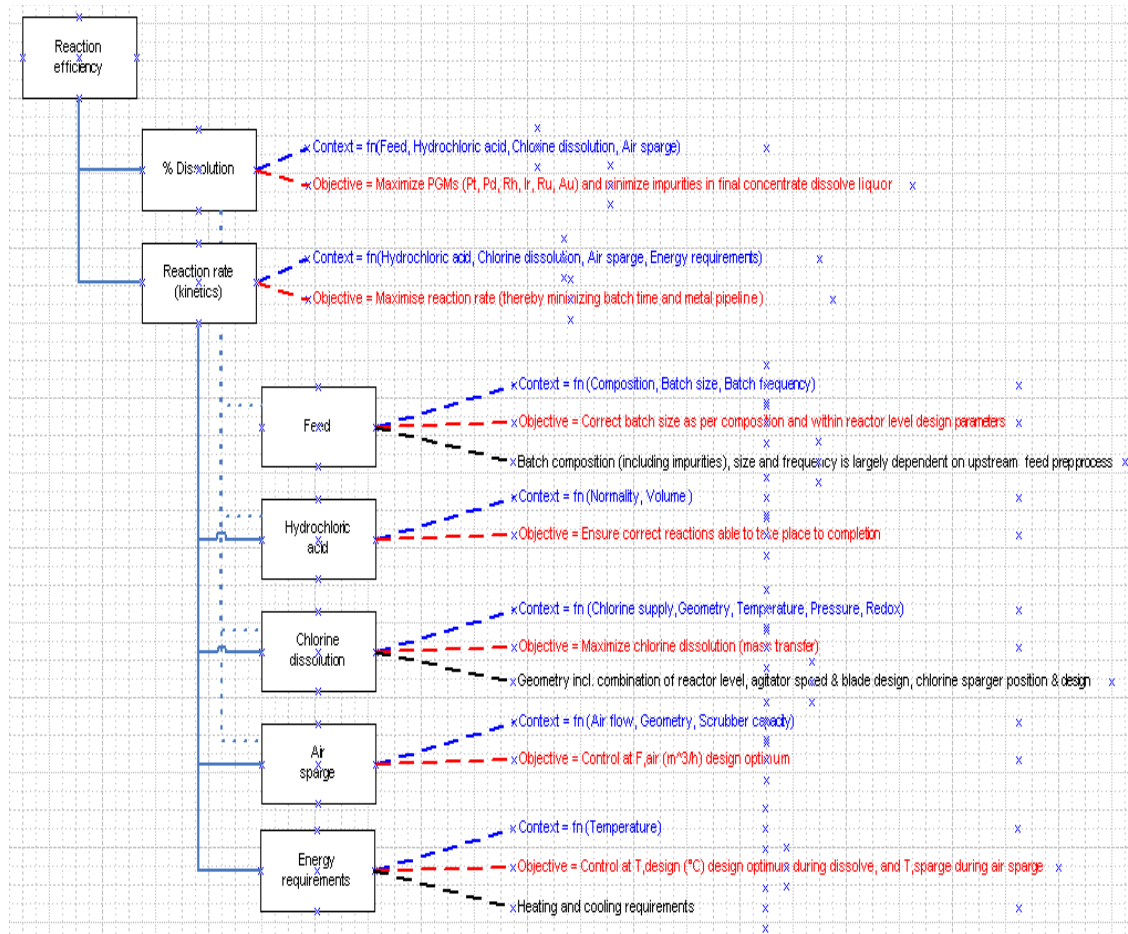 Reaction
efficiency
% Dissolution
Context = fn(Feed, Hydrochloric acid, Chlorine dissolution, Air sparge)
Objective = Maximize PGMs (Pt, Pd, Rh, Ir, Ru, Au) and minimize impurities in final concentrate dissolve liquor
Reaction rate
(kinetics)
Context = fn(Hydrochloric acid, Chlorine dissolution, Air sparge, Energy requirements)
Objective = Maximise reaction rate (thereby minimizing batch time and metal pipeline)
Feed
Context = fn (Composition, Batch size, Batch frequency)
Objective = Correct batch size as per composition and within reactor level design parameters
Batch composition (including impurities), size and frequency is largely dependent on upstream feed prepprocess
Hydrochloric
acid
Context = fn (Normality, Volume)
Objective = Ensure correct reactions able to take place to completion
Chlorine
dissolution
Context = fn (Chlorine supply, Geometry, Temperature, Pressure, Redox)
Objective = Maximize chlorine dissolution (mass transfer)
Geometry incl. combination of reactor level, agitator speed & blade design, chlorine sparger position & design
Air
sparge
Context = fn (Air flow, Geometry, Scrubber capacity)
Objective = Control at F,air (m^3/h) design optimum
Energy
requirements
Context = fn (Temperature)
Objective = Control at T,design (°C) design optimum during dissolve, and T,sparge during air sparge
Heating and cooling requirements